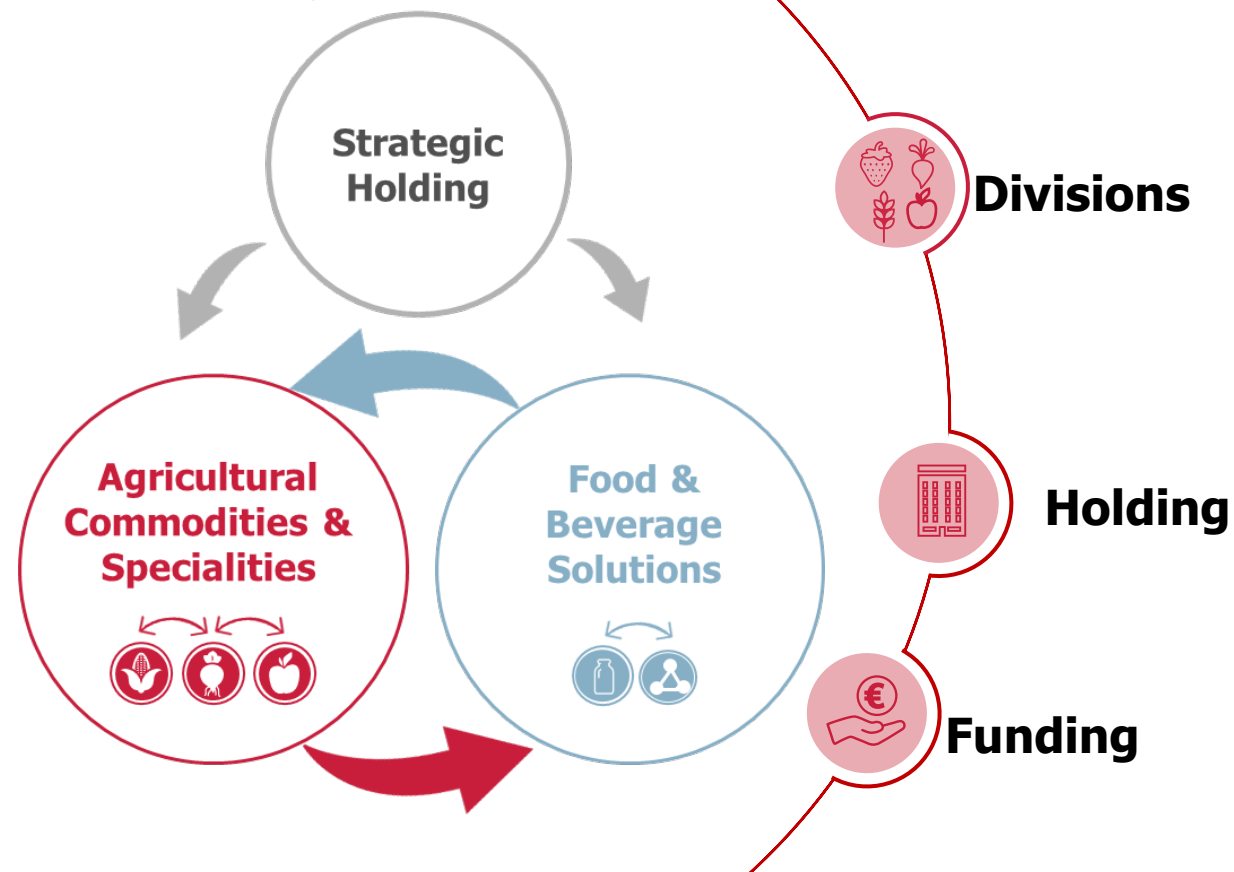 Strategic
Holding
Agricultural
Commodities &
Specialities
Food &
Beverage
Solutions
Divisions
Holding
€
Funding